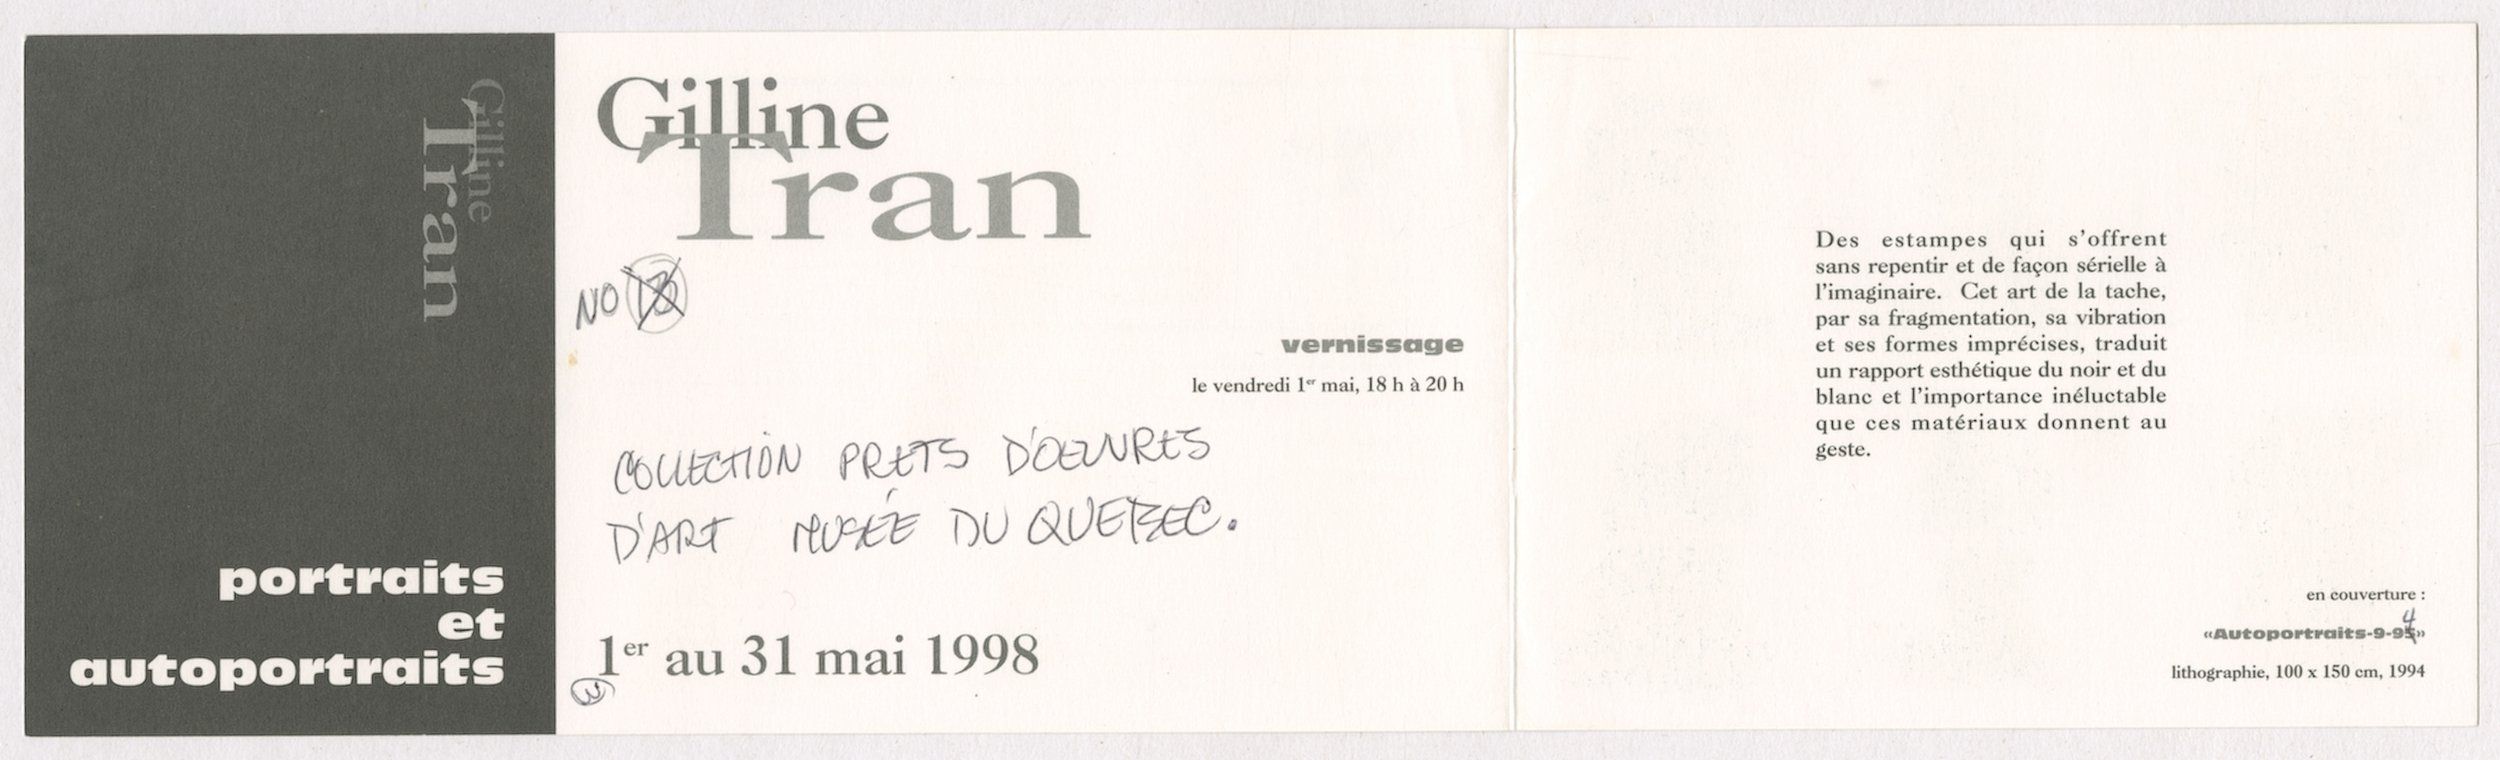 Gilline
Tran
portraits
et
autoportraits
Gilline
Tran
NO
vernissage
le vendredi 1er mai, 18 h à 20 h
COLLECTION PRETS D'OEUVRES
D'ART MUSÉE DU QUEBEC.
1er au 31 mai 1998
3
Des estampes qui s'offrent
sans repentir et de façon sérielle à
l'imaginaire. Cet art de la tache,
par sa fragmentation, sa vibration
et ses formes imprécises, traduit
un rapport esthétique du noir et du
blanc et l'importance inéluctable
que ces matériaux donnent au
geste.
en couverture :
4
«Autoportraits-9-95»
lithographie, 100 x 150 cm, 1994